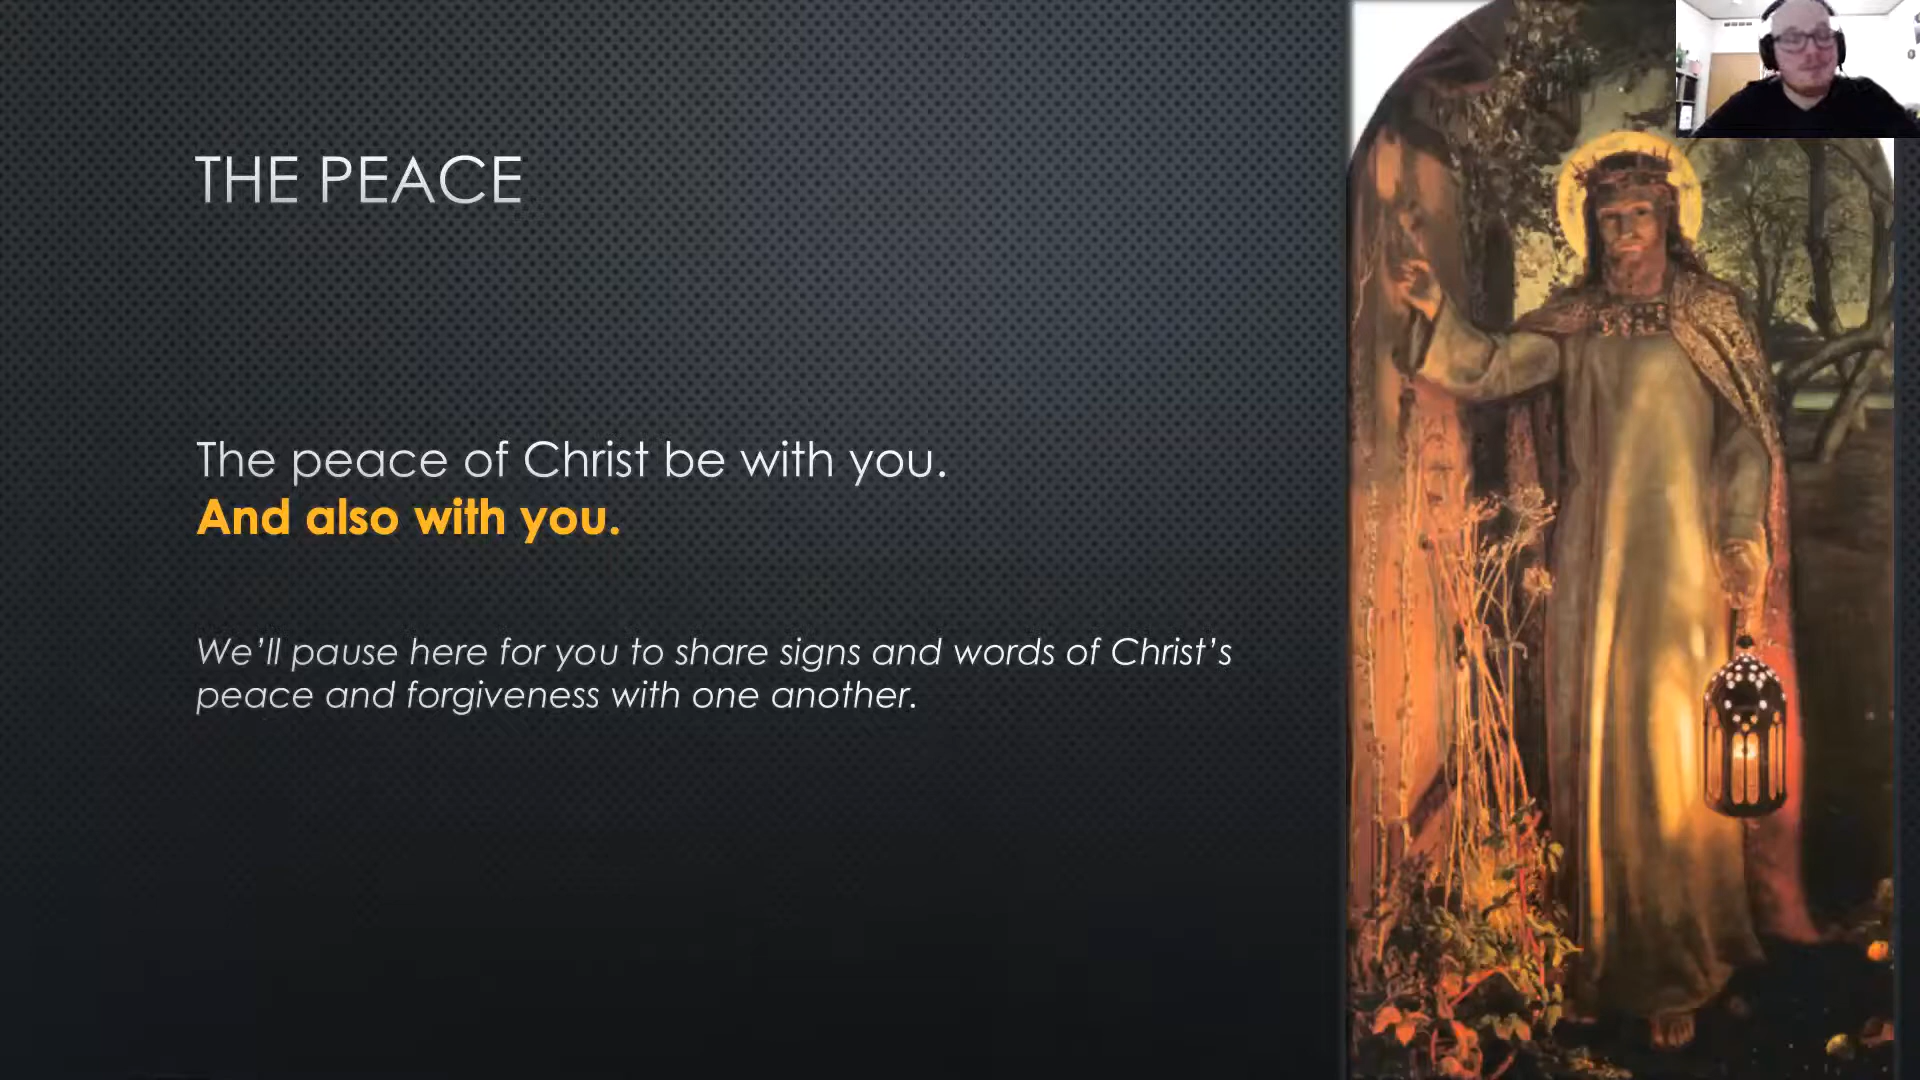 THE PEACE
The peace of Christ be with you.
And also with you.
We’ll pause here for you to share signs and words of Christ’s
peace and forgiveness with one another.